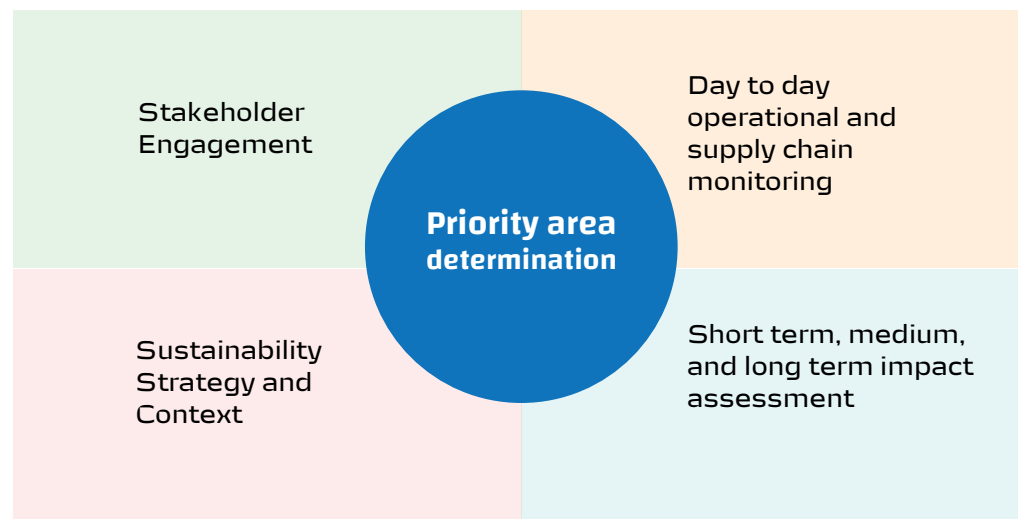 Stakeholder
Engagement
Day to day
operational and
supply chain
monitoring
Priority area
determination
Sustainability
Strategy and
Context
Short term, medium,
and long term impact
assessment